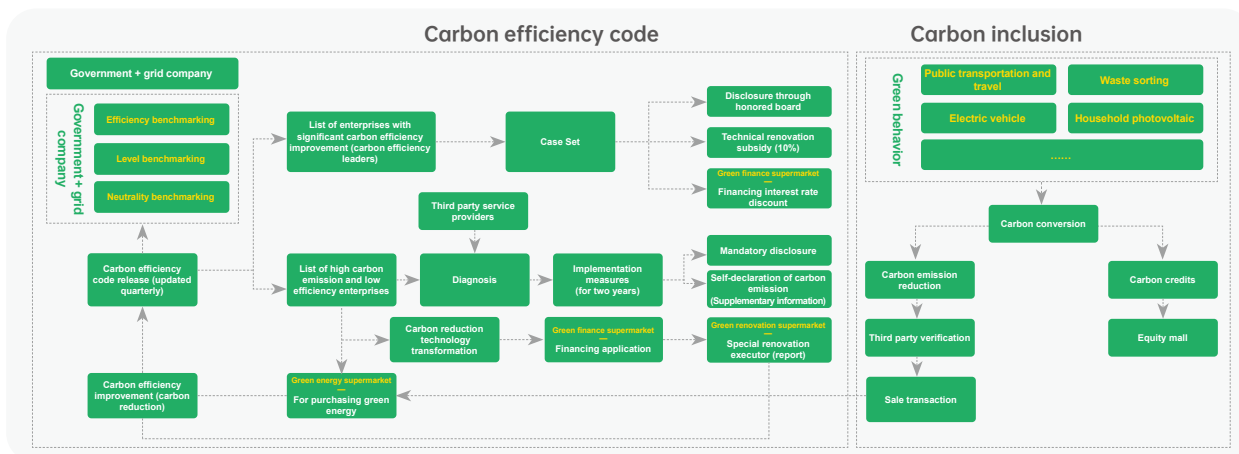 Carbon efficiency code
Government + grid company
Government + grid
company
Efficiency benchmarking
Level benchmarking
Neutrality benchmarking
List of enterprises with
significant carbon efficiency
improvement (carbon efficiency
leaders)
Case Set
Disclosure through
honored board
Technical renovation
subsidy (10%)
Green finance supermarket
—
Financing interest rate
discount
Third party service
providers
Carbon efficiency
code release (updated
quarterly)
List of high carbon
emission and low
efficiency enterprises
Diagnosis
Implementation
measures
(for two years)
Mandatory disclosure
Self-declaration of carbon
emission
(Supplementary information)
Carbon reduction
technology
transformation
Green finance supermarket
—
Financing application
Green renovation supermarket
—
Special renovation
executor (report)
Carbon efficiency
improvement (carbon
reduction)
Green energy supermarket
—
For purchasing green
energy
Carbon inclusion
Green behavior
Public transportation and
travel
Waste sorting
Electric vehicle
Household photovoltaic
......
Carbon conversion
Carbon emission
reduction
Carbon credits
Third party verification
Equity mall
Sale transaction